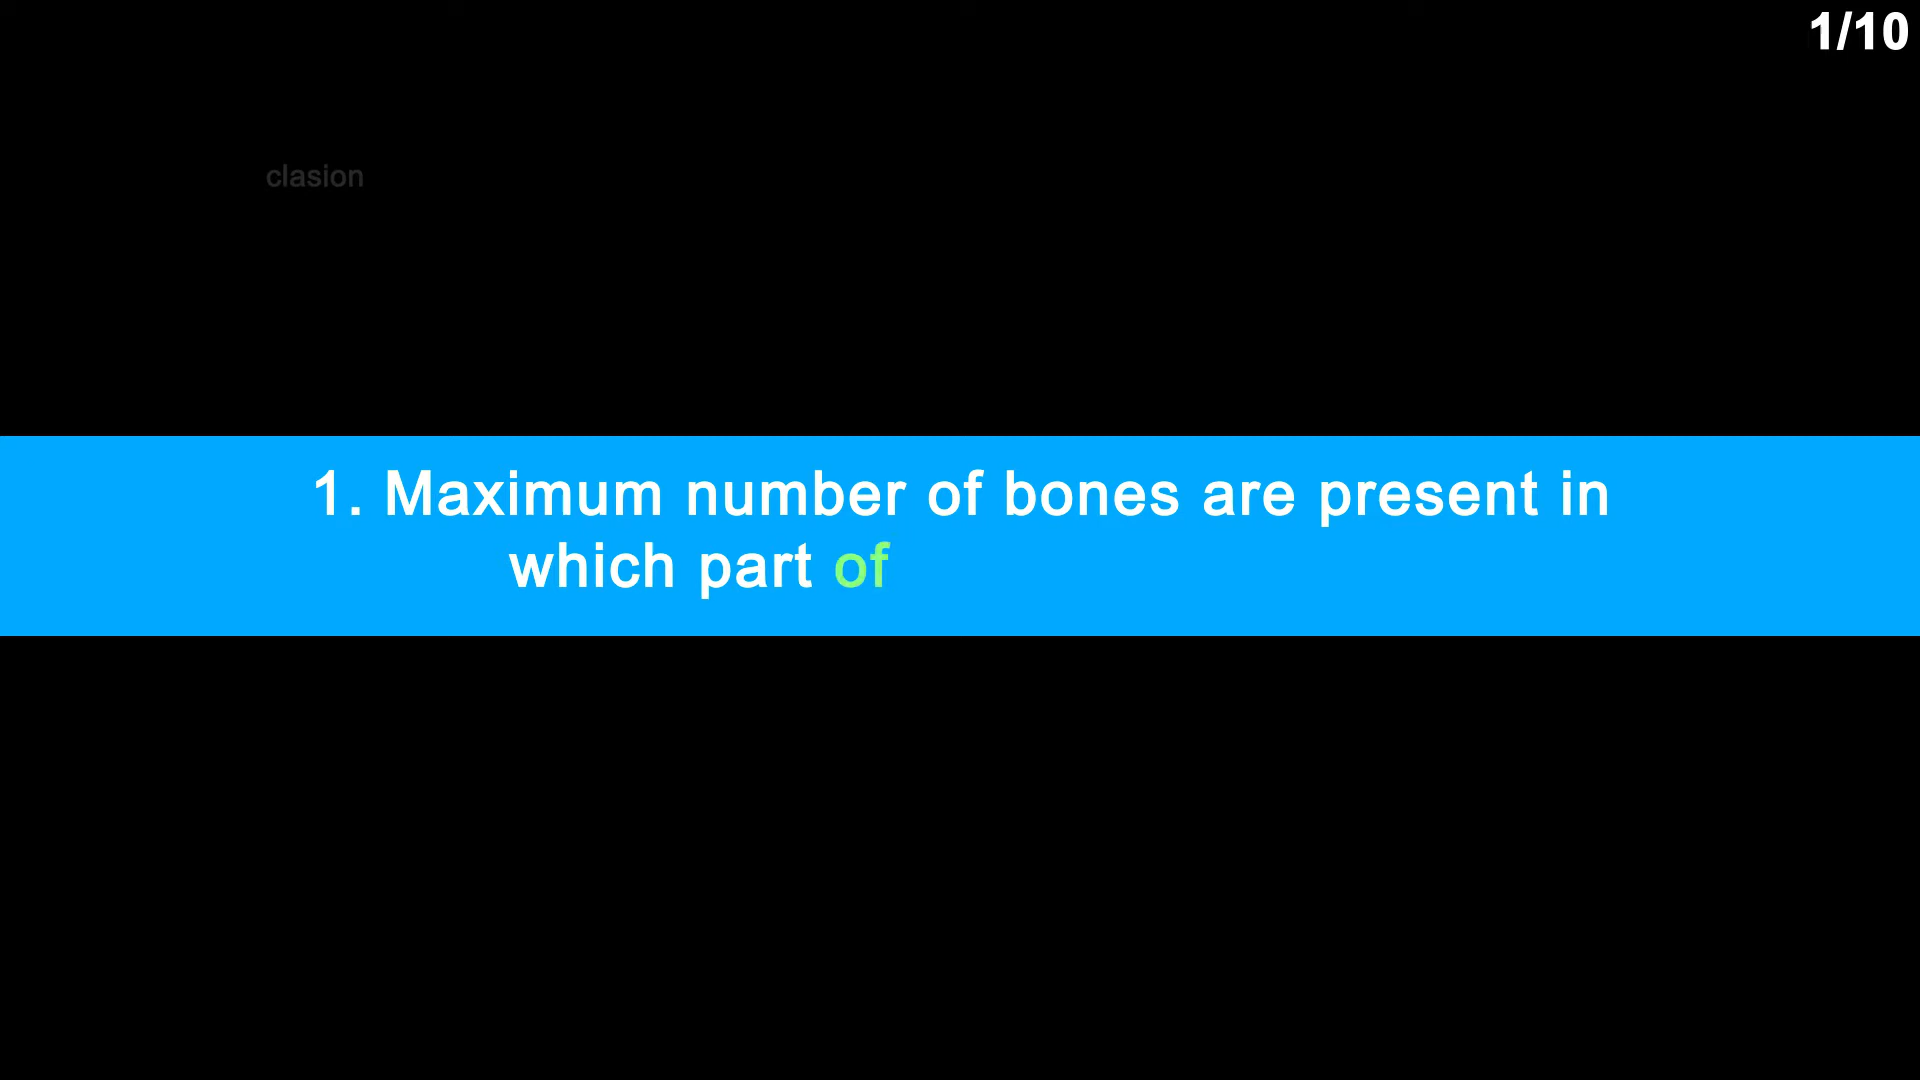 1/10
clasion
1. Maximum number of bones are present in
which part of